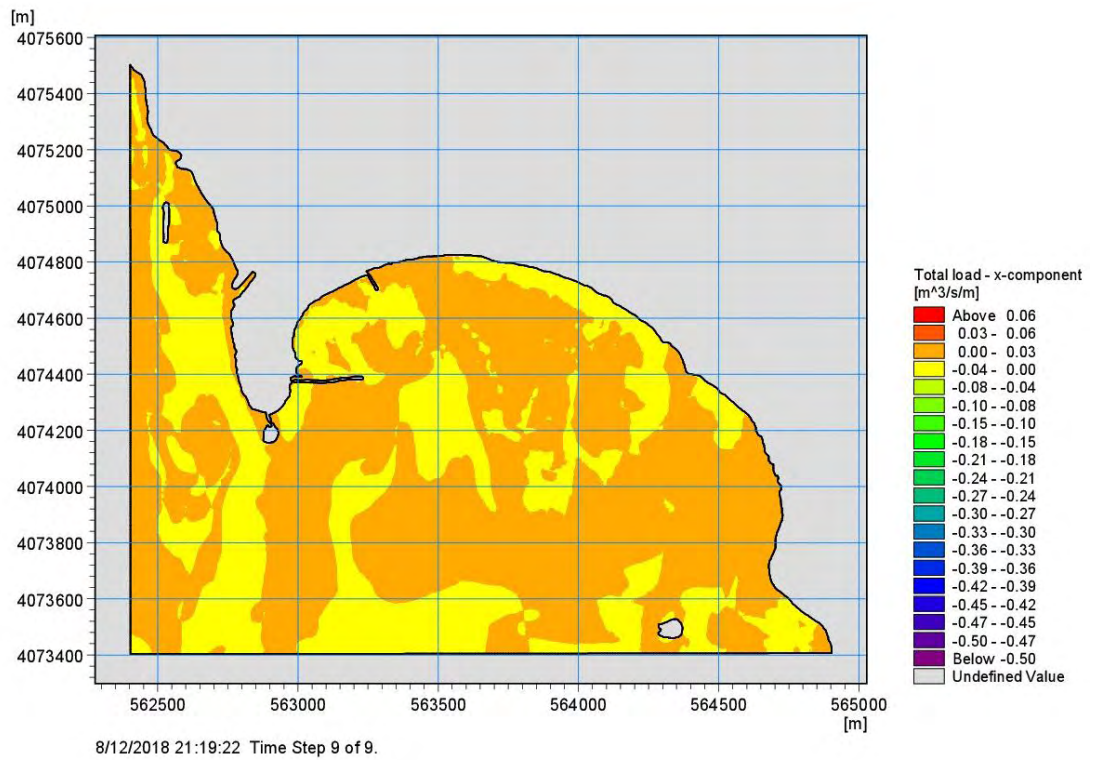 [m]
4075600
4075400
4075200
4075000
4074800
4074600
4074400
4074200
4074000
4073800
4073600
4073400
562500 563000 563500 564000 564500 565000
[m]
8/12/2018 21:19:22 Time Step 9 of 9.
Total load - x-component
[m^3/s/m]
Above 0.06
0.03 - 0.06
0.00 - 0.03
-0.04 - 0.00
-0.08 - -0.04
-0.10 - -0.08
-0.15 - -0.10
-0.18 - -0.15
-0.21 - -0.18
-0.24 - -0.21
-0.27 - -0.24
-0.30 - -0.27
-0.33 - -0.30
-0.36 - -0.33
-0.39 - -0.36
-0.42 - -0.39
-0.45 - -0.42
-0.47 - -0.45
-0.50 - -0.47
Below -0.50
Undefined Value